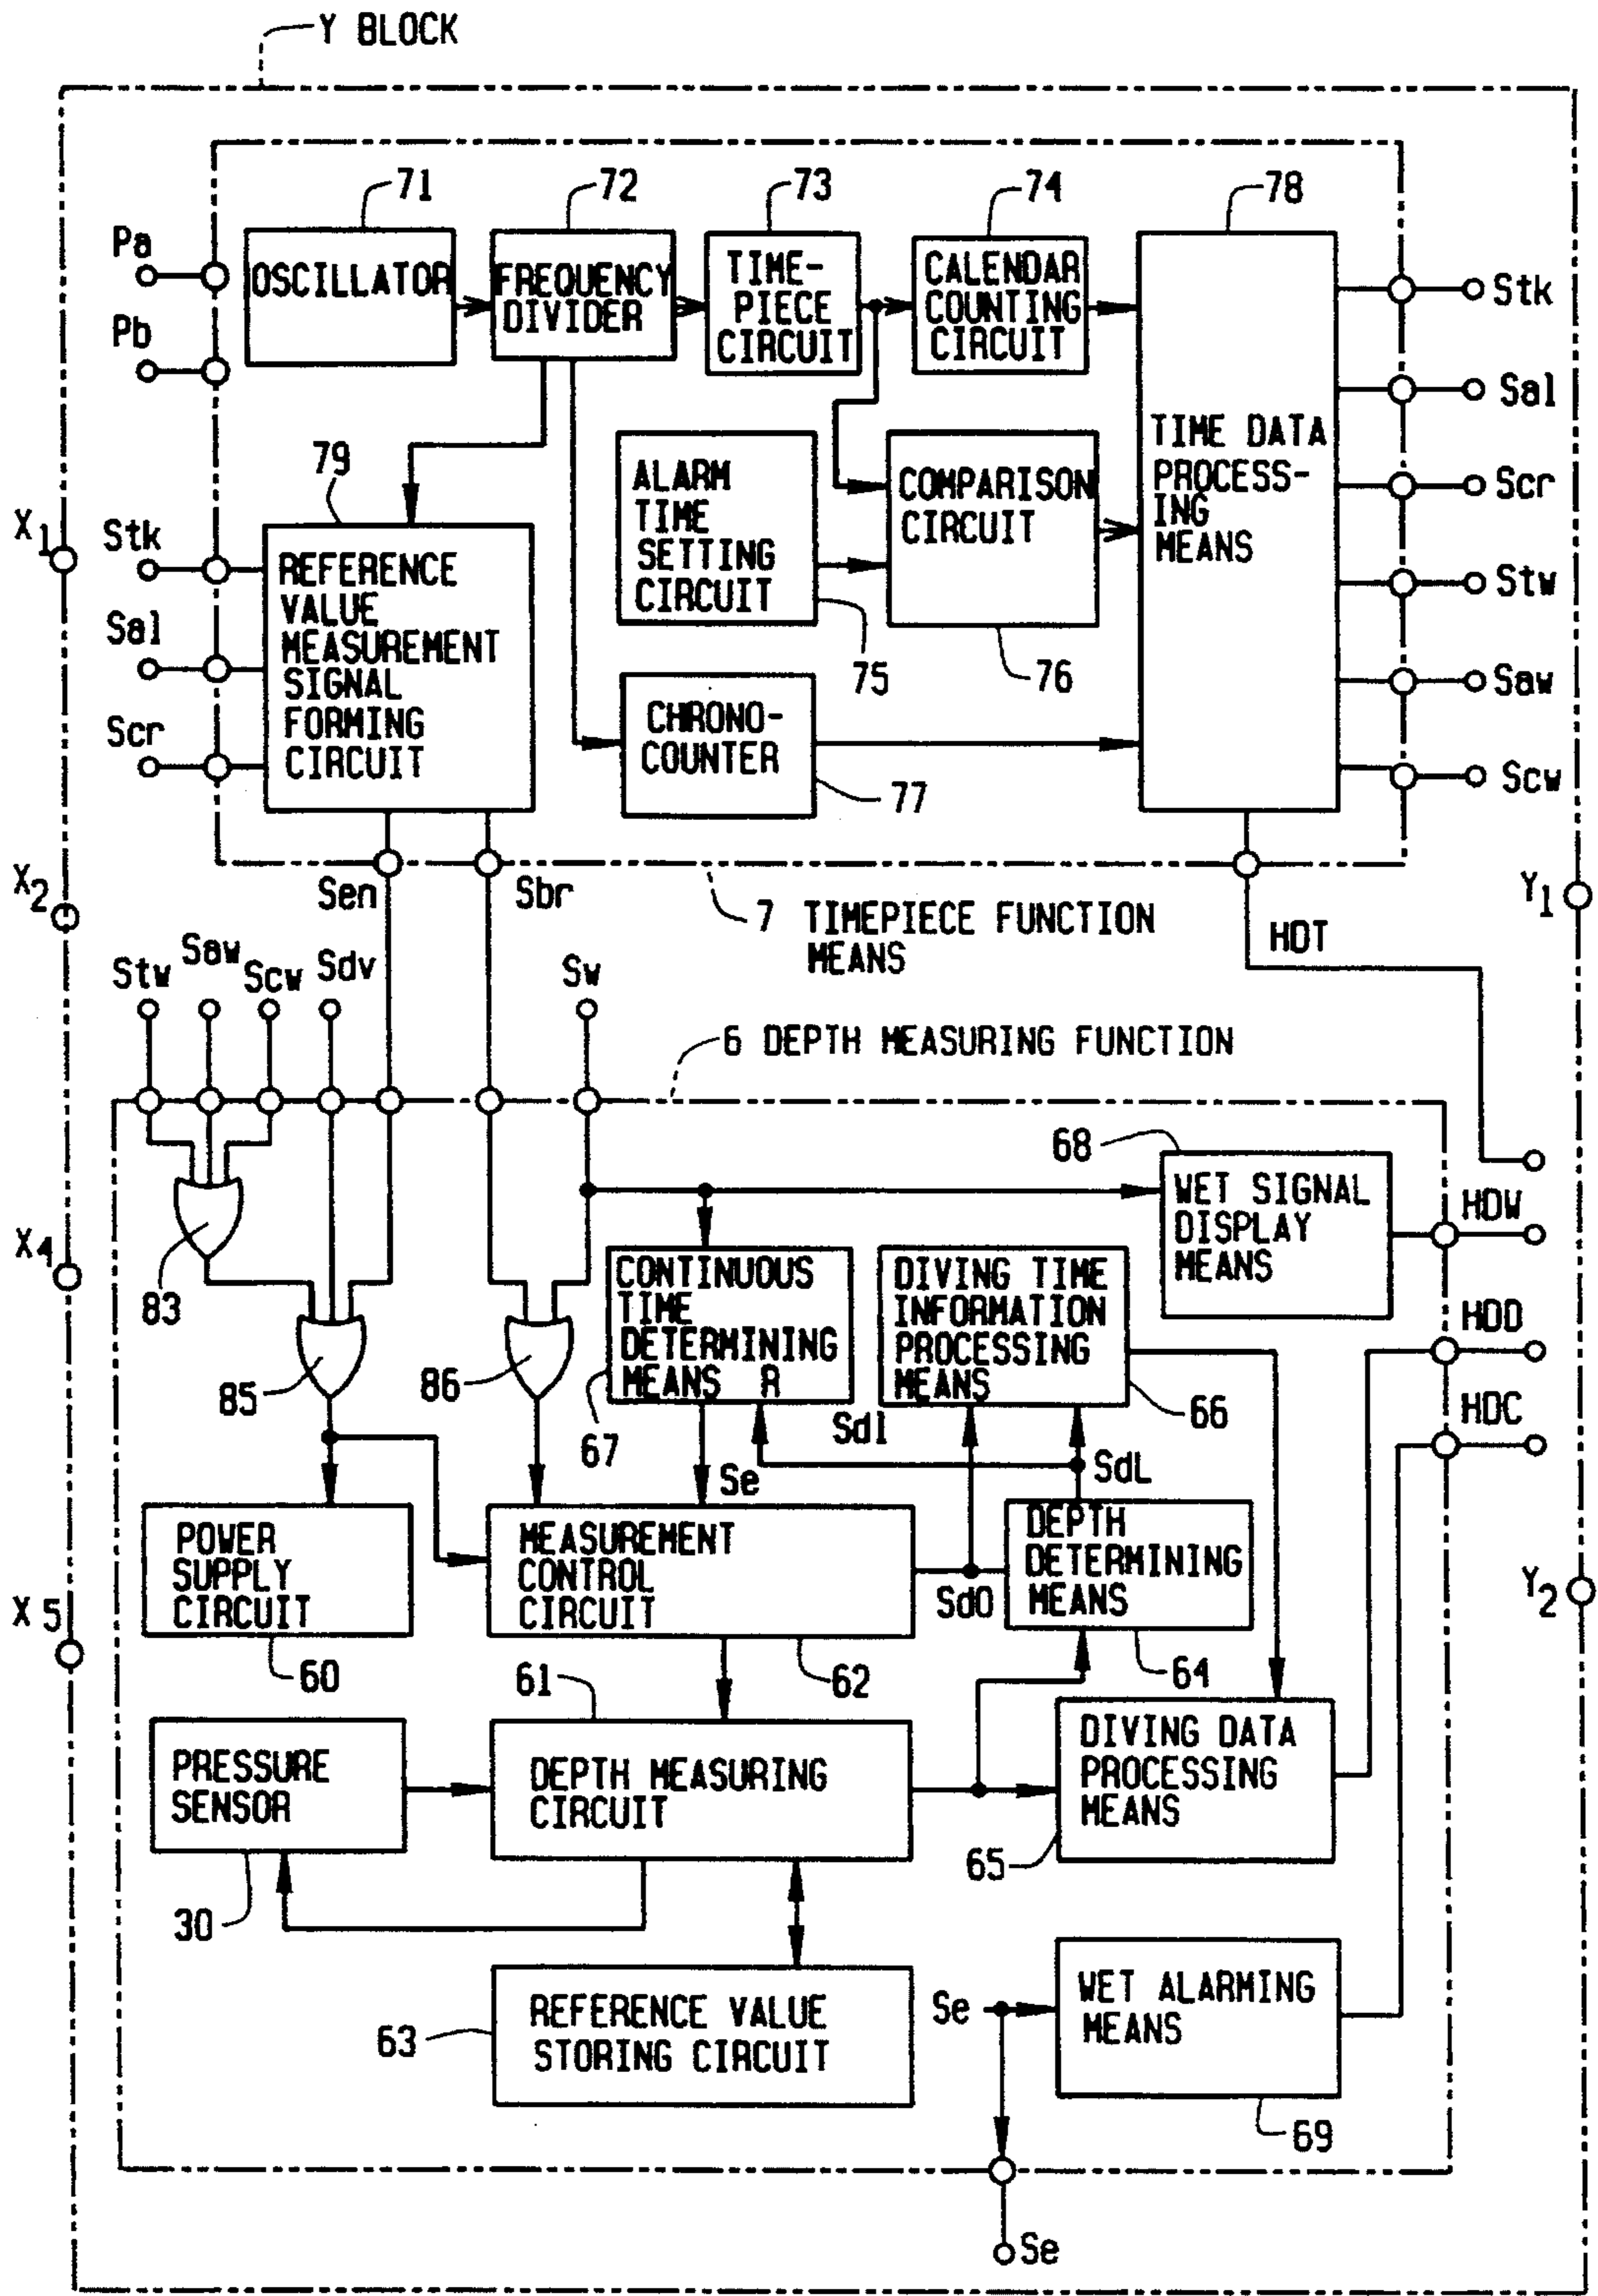 Y BLOCK
71
72
73
74
78
Pa
Pb
OSCILLATOR
FREQUENCY
DIVIDER
TIME-
PIECE
CIRCUIT
CALENDAR
COUNTING
CIRCUIT
TIME DATA
PROCESS-
ING
MEANS
Stk
Sal
Scr
Stw
Saw
Scw
79
ALARM
TIME
SETTING
CIRCUIT
75
COMPARISON
CIRCUIT
76
X1
Stk
Sal
Scr
REFERENCE
VALUE
MEASUREMENT
SIGNAL
FORMING
CIRCUIT
CHRONO-
COUNTER
77
X2
Sen
Sbr
7 TIMEPIECE FUNCTION
MEANS
HDT
Y1
Stw
Saw
Scw
Sdv
Sw
6 DEPTH MEASURING FUNCTION
68
WET SIGNAL
DISPLAY
MEANS
HDW
X4
83
CONTINUOUS
TIME
DETERMINING
MEANS R
DIVING TIME
INFORMATION
PROCESSING
MEANS
HDD
85
86
67
66
Sdl
HDC
Se
SdL
POWER
SUPPLY
CIRCUIT
MEASUREMENT
CONTROL
CIRCUIT
DEPTH
DETERMINING
MEANS
Sd0
X5
Y2
60
61
62
64
PRESSURE
SENSOR
DEPTH MEASURING
CIRCUIT
DIVING DATA
PROCESSING
MEANS
65
30
REFERENCE VALUE
STORING CIRCUIT
63
Se
WET ALARMING
MEANS
69
Se